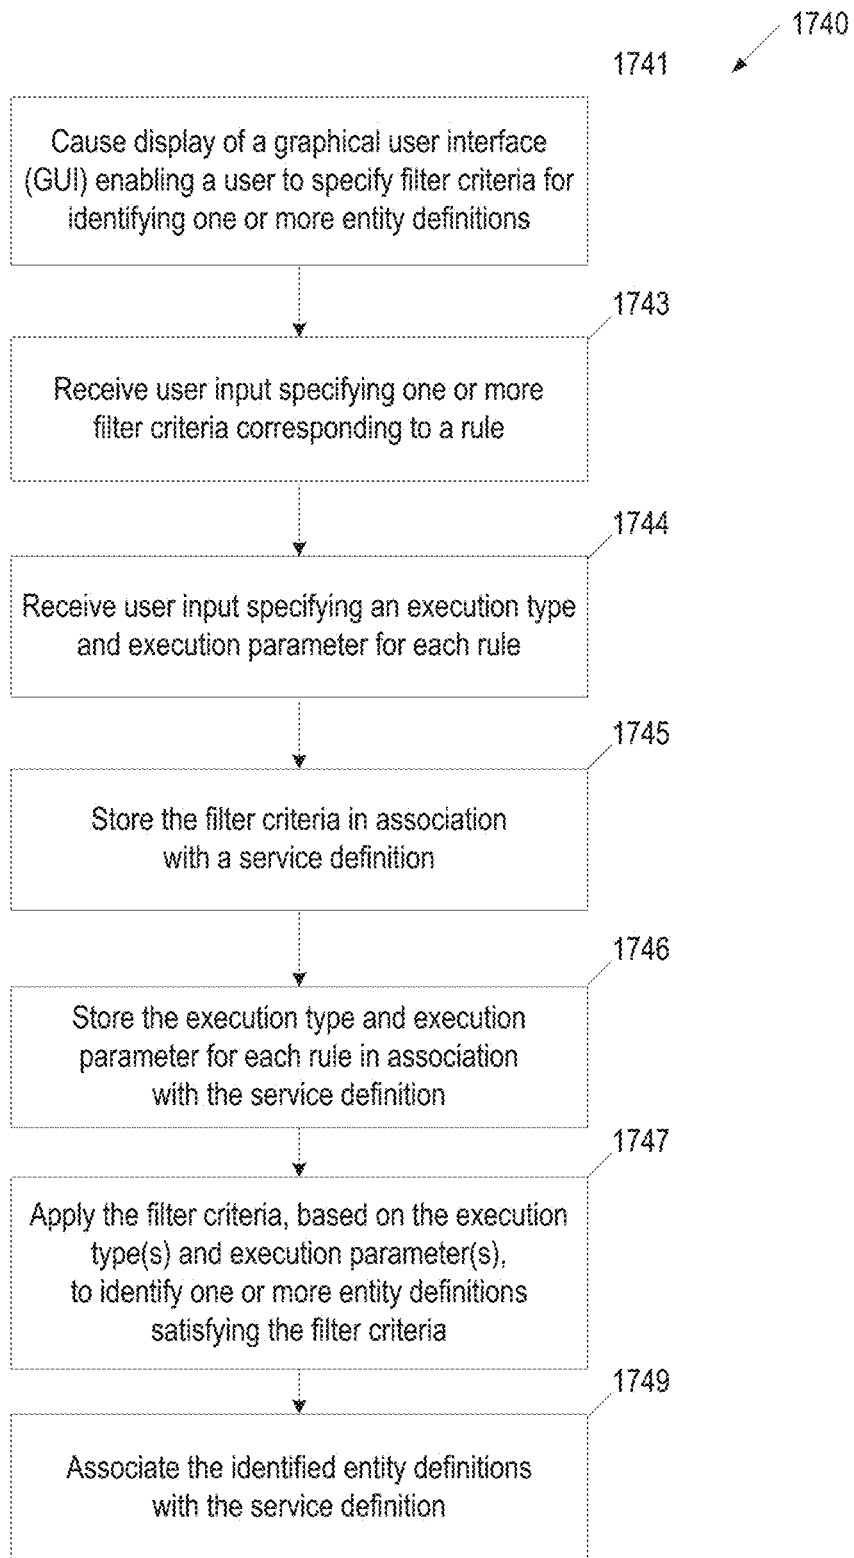 1740
1741
Cause display of a graphical user interface
(GUI) enabling a user to specify filter criteria for
identifying one or more entity definitions
1743
Receive user input specifying one or more
filter criteria corresponding to a rule
1744
Receive user input specifying an execution type
and execution parameter for each rule
1745
Store the filter criteria in association
with a service definition
1746
Store the execution type and execution
parameter for each rule in association
with the service definition
1747
Apply the filter criteria, based on the execution
type(s) and execution parameter(s),
to identify one or more entity definitions
satisfying the filter criteria
1749
Associate the identified entity definitions
with the service definition